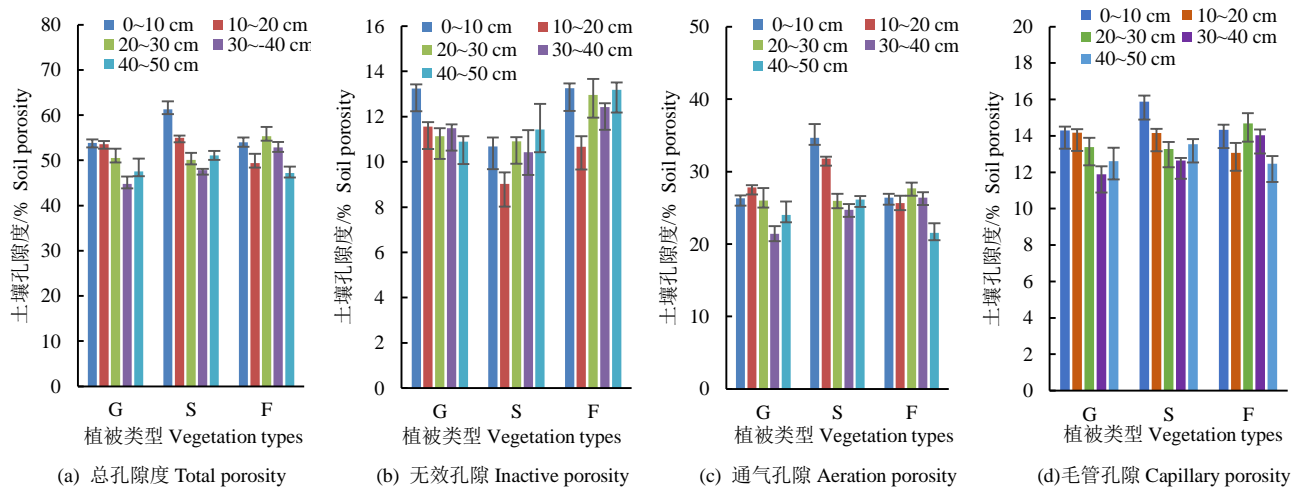 土壤孔隙度/% Soil porosity
80
70
60
50
40
30
20
10
0
0~10 cm 10~20 cm
20~30 cm 30~-40 cm
40~50 cm
G S F
植被类型 Vegetation types
(a) 总孔隙度 Total porosity
土壤孔隙度/% Soil porosity
16
14
12
10
8
6
4
2
0
0~10 cm 10~20 cm
20~30 cm 30~40 cm
40~50 cm
G S F
植被类型 Vegetation types
(b) 无效孔隙 Inactive porosity
土壤孔隙度/% Soil porosity
50
40
30
20
10
0
0~10 cm 10~20 cm
20~30 cm 30~40 cm
40~50 cm
G S F
植被类型 Vegetation types
(c) 通气孔隙 Aeration porosity
土壤孔隙度/% Soil porosity
20
18
16
14
12
10
8
6
4
2
0
0~10 cm 10~20 cm
20~30 cm 30~40 cm
40~50 cm
G S F
植被类型 Vegetation types
(d)毛管孔隙 Capillary porosity